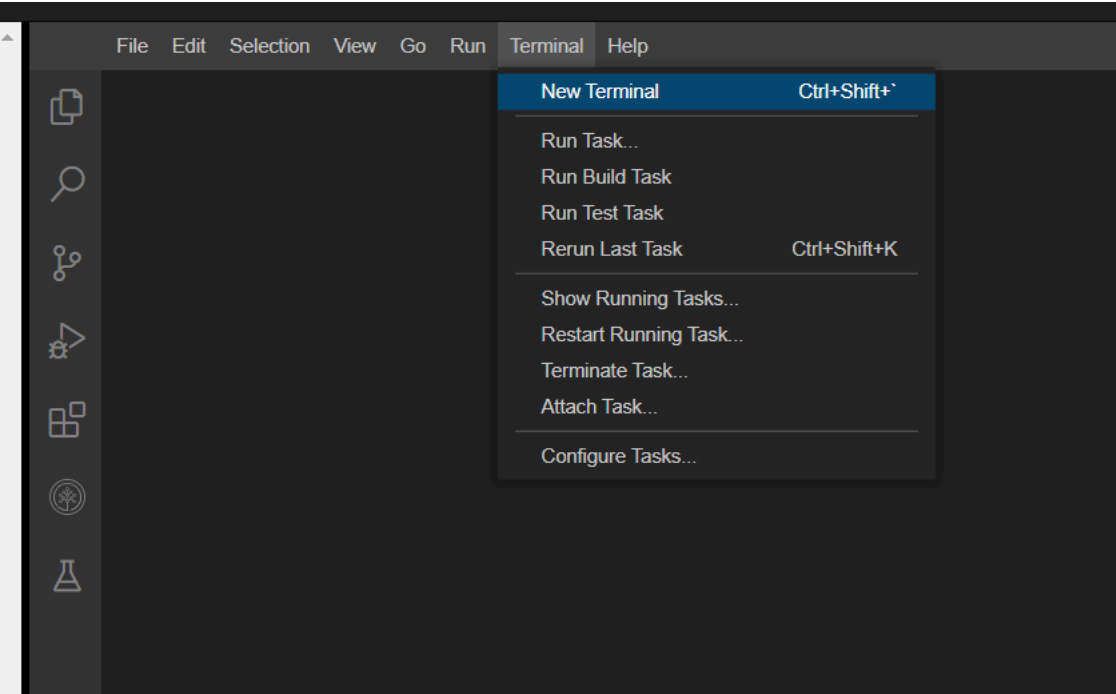 File Edit Selection View Go Run Terminal Help
New Terminal Ctrl+Shift+`
Run Task...
Run Build Task
Run Test Task
Rerun Last Task Ctrl+Shift+K
Show Running Tasks...
Restart Running Task...
Terminate Task...
Attach Task...
Configure Tasks...